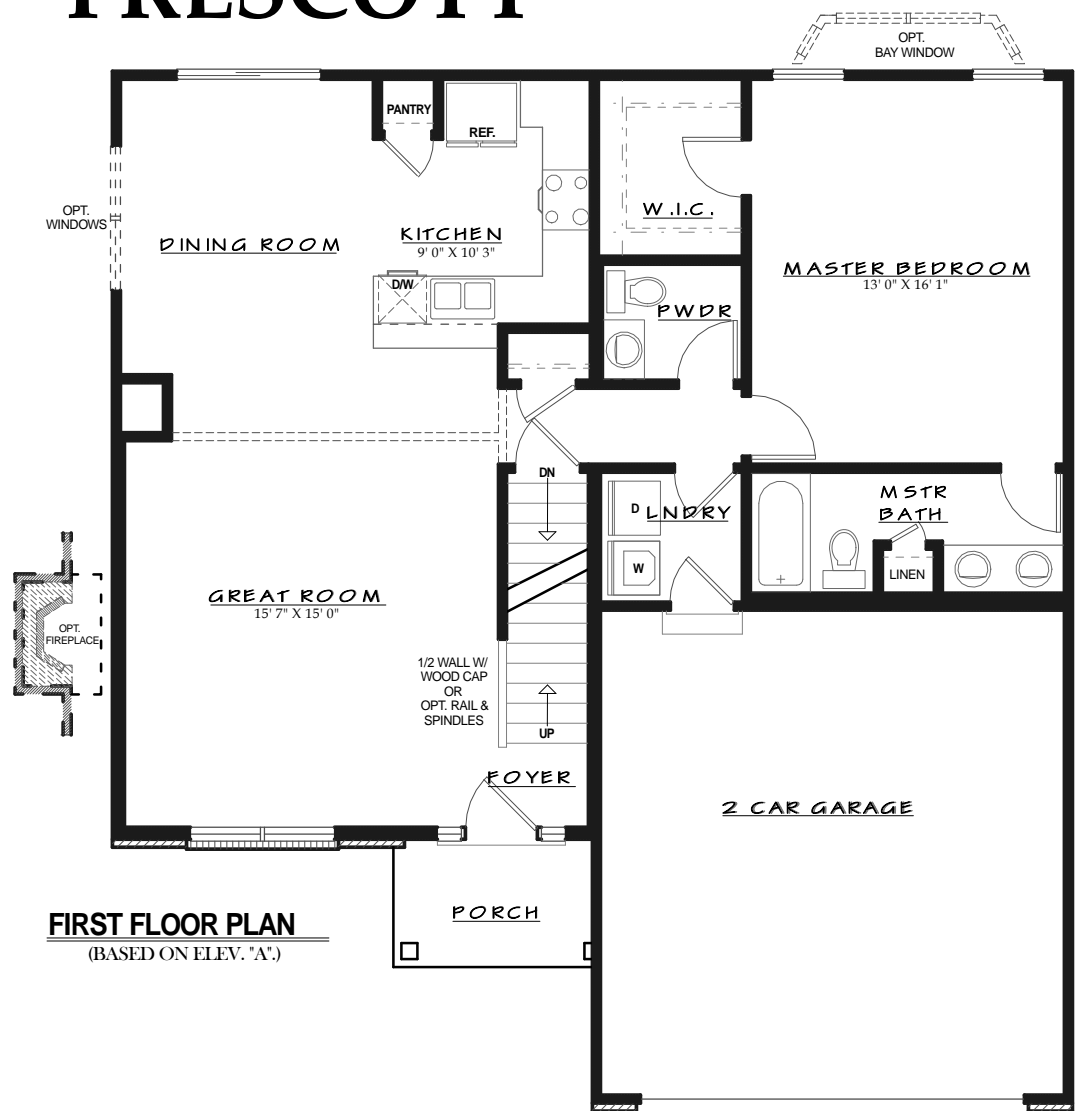 PRESCOTT
OPT.
BAY WINDOW
PANTRY
REF.
OPT.
WINDOWS
DINING ROOM
KITCHEN
9' 0" X 10' 3"
D/W
W.I.C.
MASTER BEDROOM
13' 0" X 16' 1"
PWDR
DN
D
LNDRY
W
MSTR
BATH
LINEN
GREAT ROOM
15' 7" X 15' 0"
OPT.
FIREPLACE
1/2 WALL W/
WOOD CAP
OR
OPT. RAIL &
SPINDLES
UP
FOYER
2 CAR GARAGE
PORCH
FIRST FLOOR PLAN
(BASED ON ELEV. "A".)